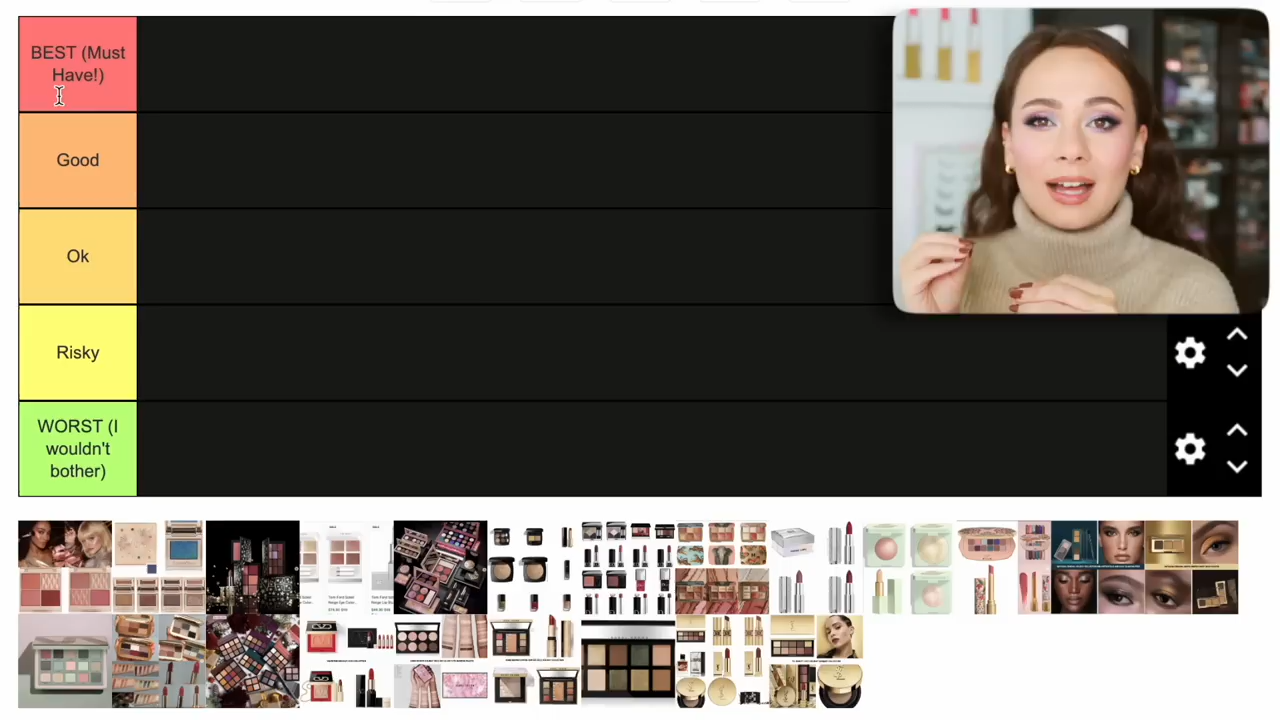 BEST (Must
Have!)
Good
Ok
Risky
WORST (I
wouldn't
bother)